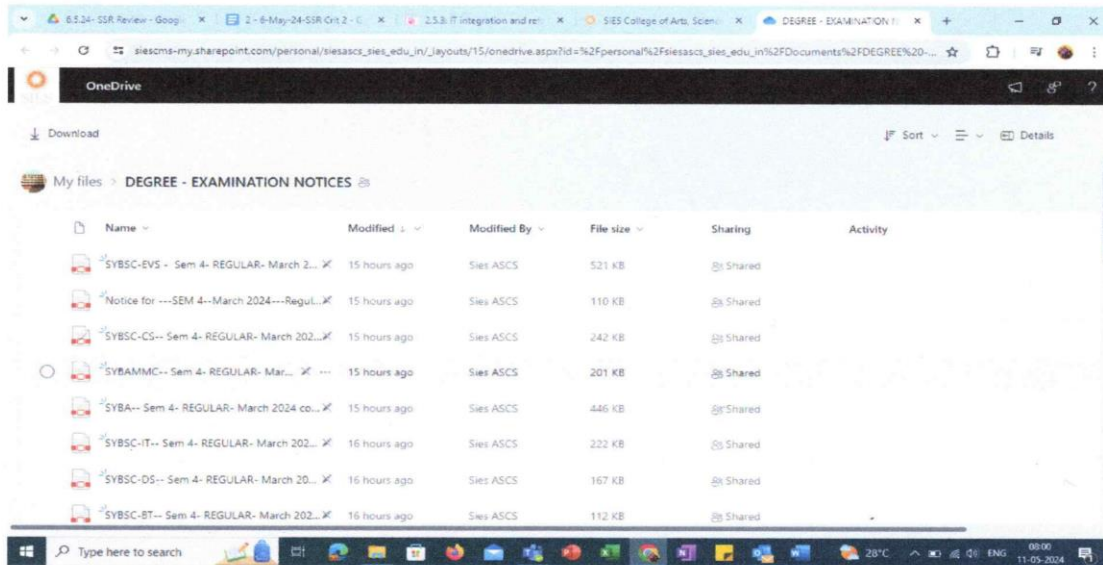 6.5.24- SSR Review - Googl
2 - 6-May-24-SSR Crit 2 - C
2.5.3: IT integration and ref
SIES College of Arts, Scienc
DEGREE - EXAMINATION N
siescms-my.sharepoint.com/personal/siesascs_sies_edu_in/_layouts/15/onedrive.aspx?id=%2Fpersonal%2Fsiesascs_sies_edu_in%2FDocuments%2FDEGREE%20-...
OneDrive
Download
Sort
Details
My files > DEGREE - EXAMINATION NOTICES
Name Modified ↓ Modified By File size Sharing Activity
SYBSC-EVS - Sem 4- REGULAR- March 2... 15 hours ago Sies ASCS 521 KB Shared
Notice for ---SEM 4--March 2024---Regul... 15 hours ago Sies ASCS 110 KB Shared
SYBSC-CS-- Sem 4- REGULAR- March 202... 15 hours ago Sies ASCS 242 KB Shared
SYBAMMC-- Sem 4- REGULAR- Mar... ... 15 hours ago Sies ASCS 201 KB Shared
SYBA-- Sem 4- REGULAR- March 2024 co... 15 hours ago Sies ASCS 446 KB Shared
SYBSC-IT-- Sem 4- REGULAR- March 202... 16 hours ago Sies ASCS 222 KB Shared
SYBSC-DS-- Sem 4- REGULAR- March 20... 16 hours ago Sies ASCS 167 KB Shared
SYBSC-BT-- Sem 4- REGULAR- March 202... 16 hours ago Sies ASCS 112 KB Shared
Type here to search
28°C
ENG
08:00
11-05-2024